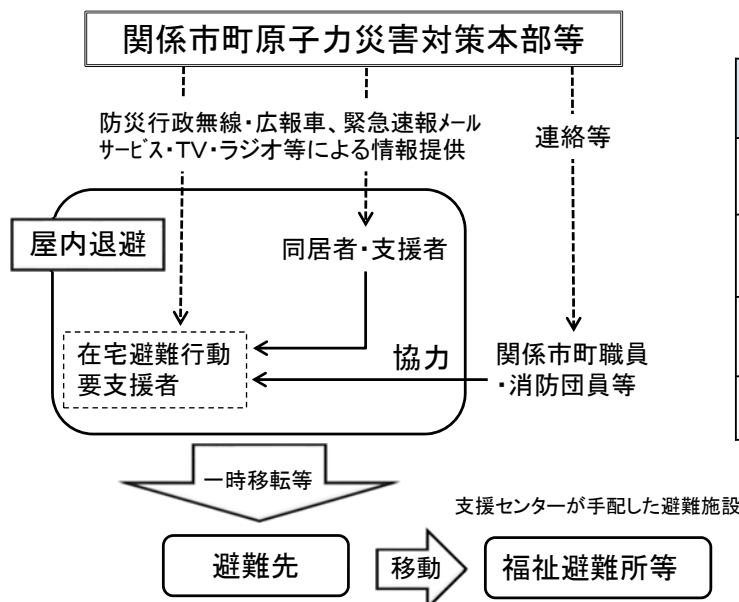 関係市町原子力災害対策本部等
防災行政無線・広報車、緊急速報メール
サービス・TV・ラジオ等による情報提供
連絡等
屋内退避
同居者・支援者
在宅避難行動
要支援者
協力
関係市町職員
・消防団員等
一時移転等
支援センターが手配した避難施設
避難先
移動
福祉避難所等